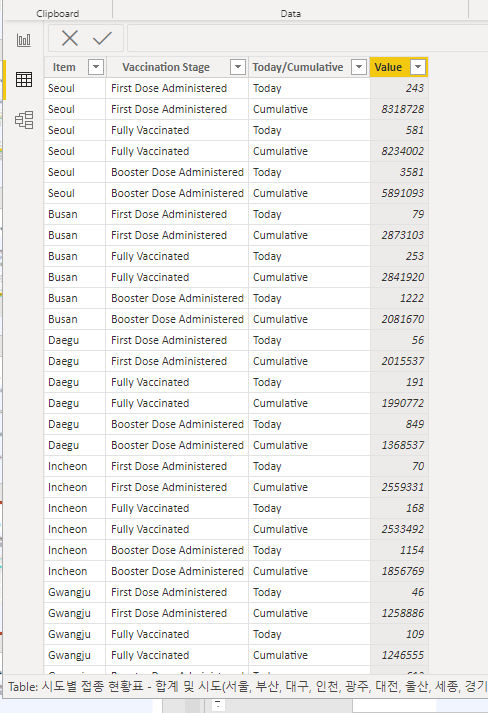 Clipboard Data
Item Vaccination Stage Today/Cumulative Value
Seoul First Dose Administered Today 243
Seoul First Dose Administered Cumulative 8318728
Seoul Fully Vaccinated Today 581
Seoul Fully Vaccinated Cumulative 8234002
Seoul Booster Dose Administered Today 3581
Seoul Booster Dose Administered Cumulative 5891093
Busan First Dose Administered Today 79
Busan First Dose Administered Cumulative 2873103
Busan Fully Vaccinated Today 253
Busan Fully Vaccinated Cumulative 2841920
Busan Booster Dose Administered Today 1222
Busan Booster Dose Administered Cumulative 2081670
Daegu First Dose Administered Today 56
Daegu First Dose Administered Cumulative 2015537
Daegu Fully Vaccinated Today 191
Daegu Fully Vaccinated Cumulative 1990772
Daegu Booster Dose Administered Today 849
Daegu Booster Dose Administered Cumulative 1368537
Incheon First Dose Administered Today 70
Incheon First Dose Administered Cumulative 2559331
Incheon Fully Vaccinated Today 168
Incheon Fully Vaccinated Cumulative 2533492
Incheon Booster Dose Administered Today 1154
Incheon Booster Dose Administered Cumulative 1856769
Gwangju First Dose Administered Today 46
Gwangju First Dose Administered Cumulative 1258886
Gwangju Fully Vaccinated Today 109
Gwangju Fully Vaccinated Cumulative 1246555
Table: 시도별 접종 현황표 - 합계 및 시도(서울, 부산, 대구, 인천, 광주, 대전, 울산, 세종, 경기